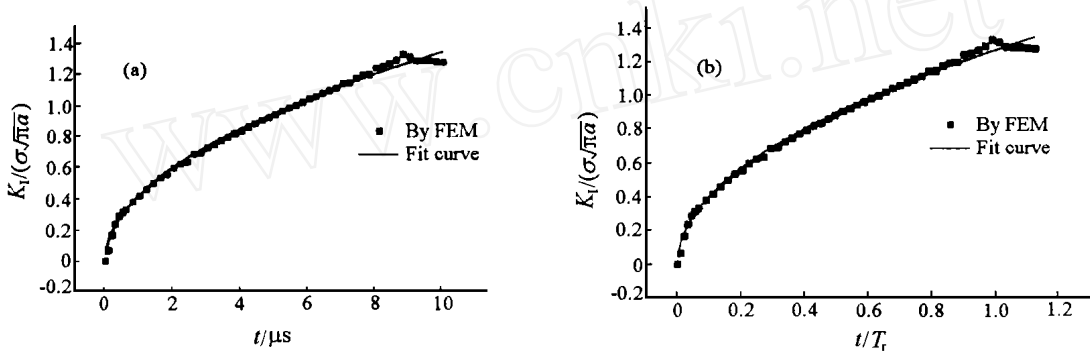 1.4
1.2
1.0
0.8
0.6
0.4
0.2
0
-0.2
K_I/(σ√πa)
(a)
By FEM
Fit curve
0 2 4 6 8 10
t/μs
1.4
1.2
1.0
0.8
0.6
0.4
0.2
0
-0.2
K_I/(σ√πa)
(b)
By FEM
Fit curve
0 0.2 0.4 0.6 0.8 1.0 1.2
t/T_r
www.cnki.net